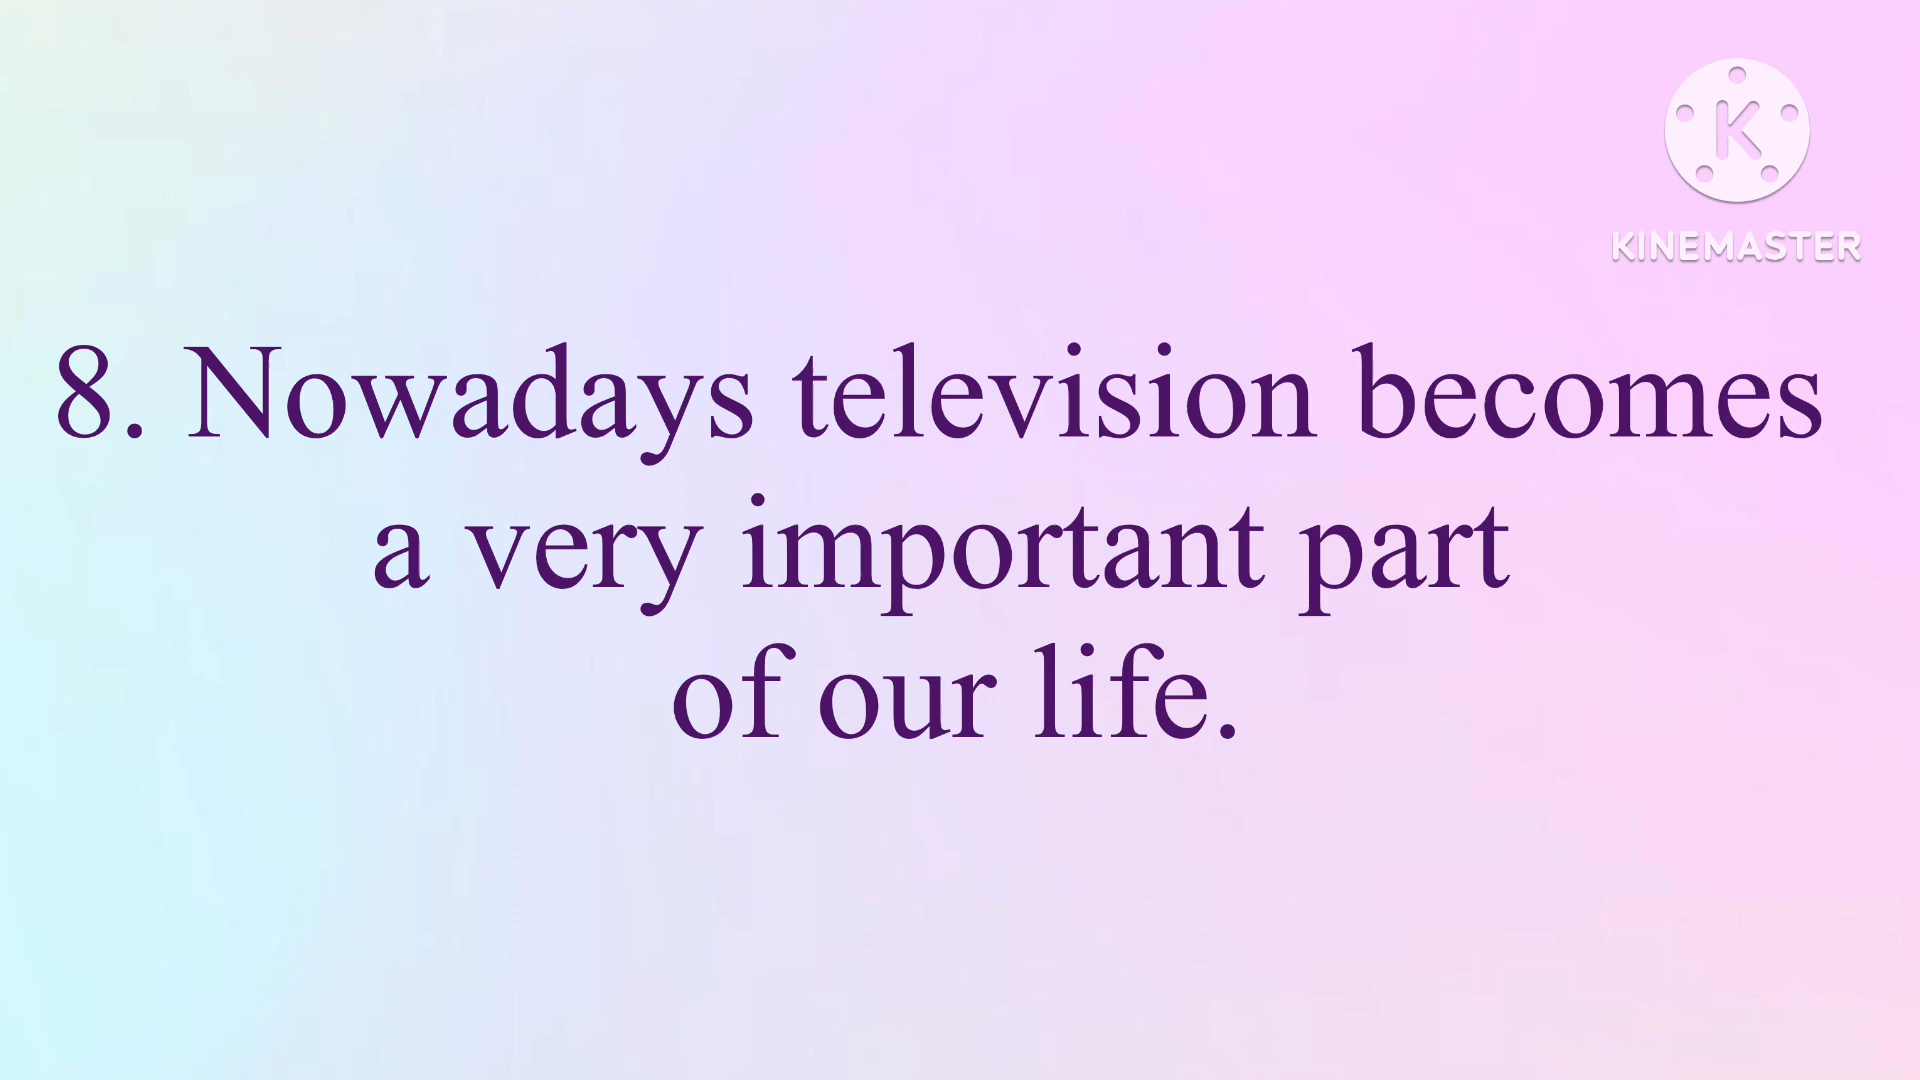 KINEMASTER
8. Nowadays television becomes
a very important part
of our life.